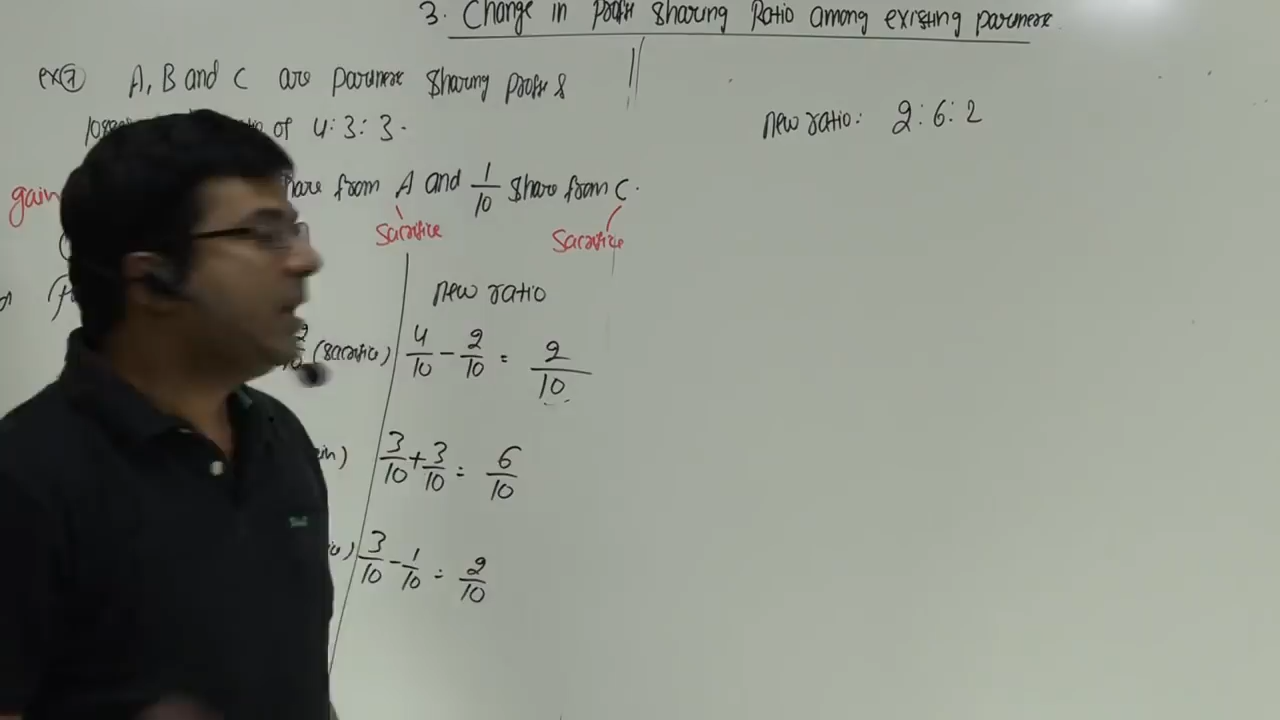 3. Change in Profit Sharing Ratio among existing partners
ex⑦ A, B and C are partners sharing profit &
of 4:3:3.
new ratio: 2:6:2
gain from A and 1/10 share from C.
Sacrifice Sacrifice
new ratio
(sacrifice) 4/10 - 2/10 = 2/10
3/10 + 3/10 = 6/10
3/10 - 1/10 = 2/10